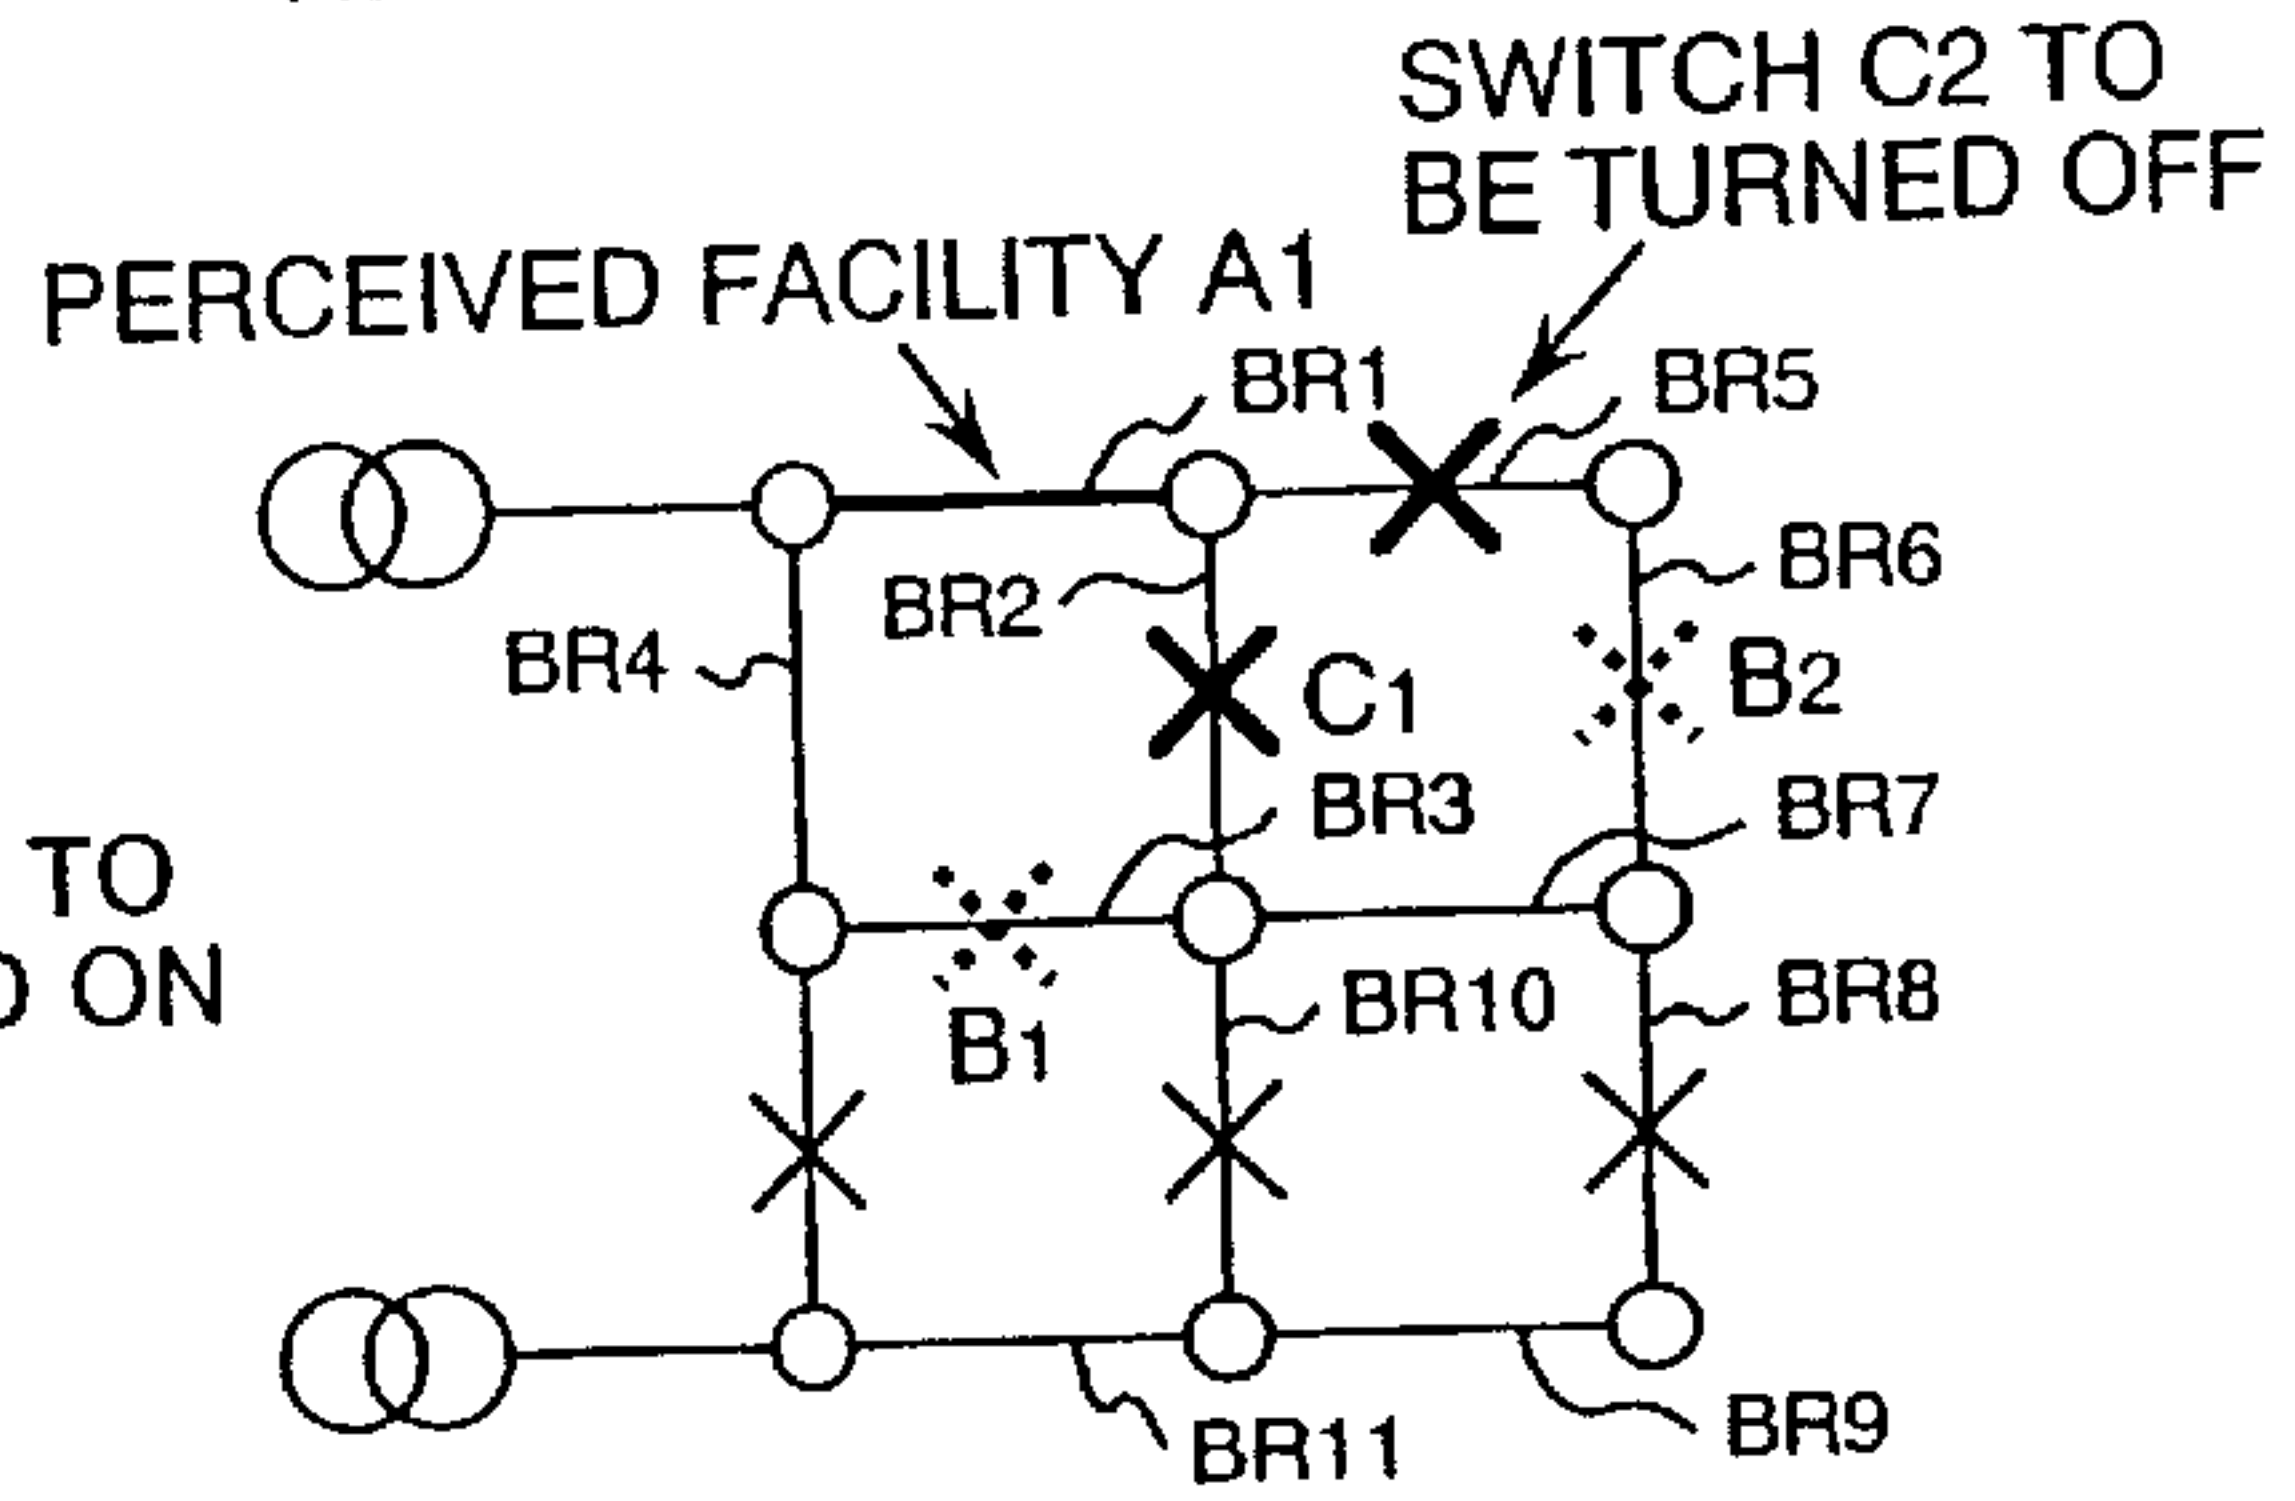 SWITCH C2 TO
BE TURNED OFF
PERCEIVED FACILITY A1
BR1
BR5
BR2
BR6
BR4
C1
B2
BR3
BR7
TO
ON
B1
BR10
BR8
BR11
BR9